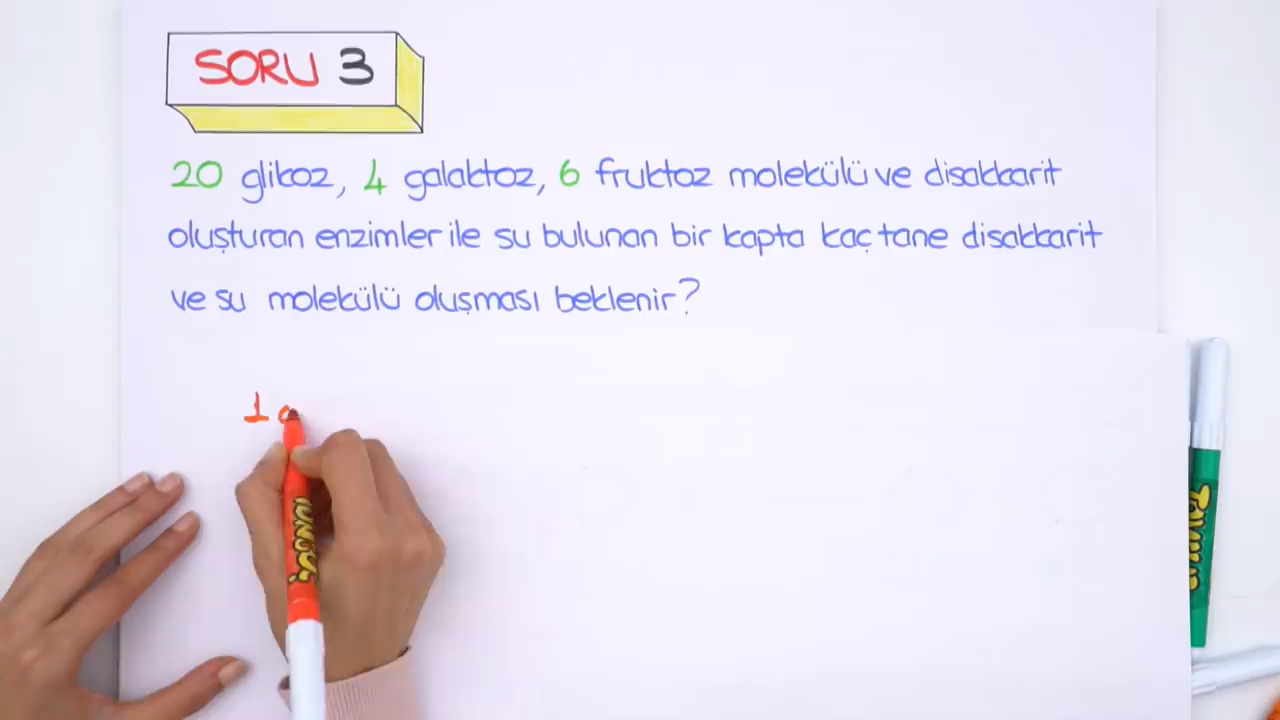 SORU 3
20 glikoz, 4 galaktoz, 6 fruktoz molekülü ve disakkarit
oluşturan enzimler ile su bulunan bir kapta kaç tane disakkarit
ve su molekülü oluşması beklenir?
1